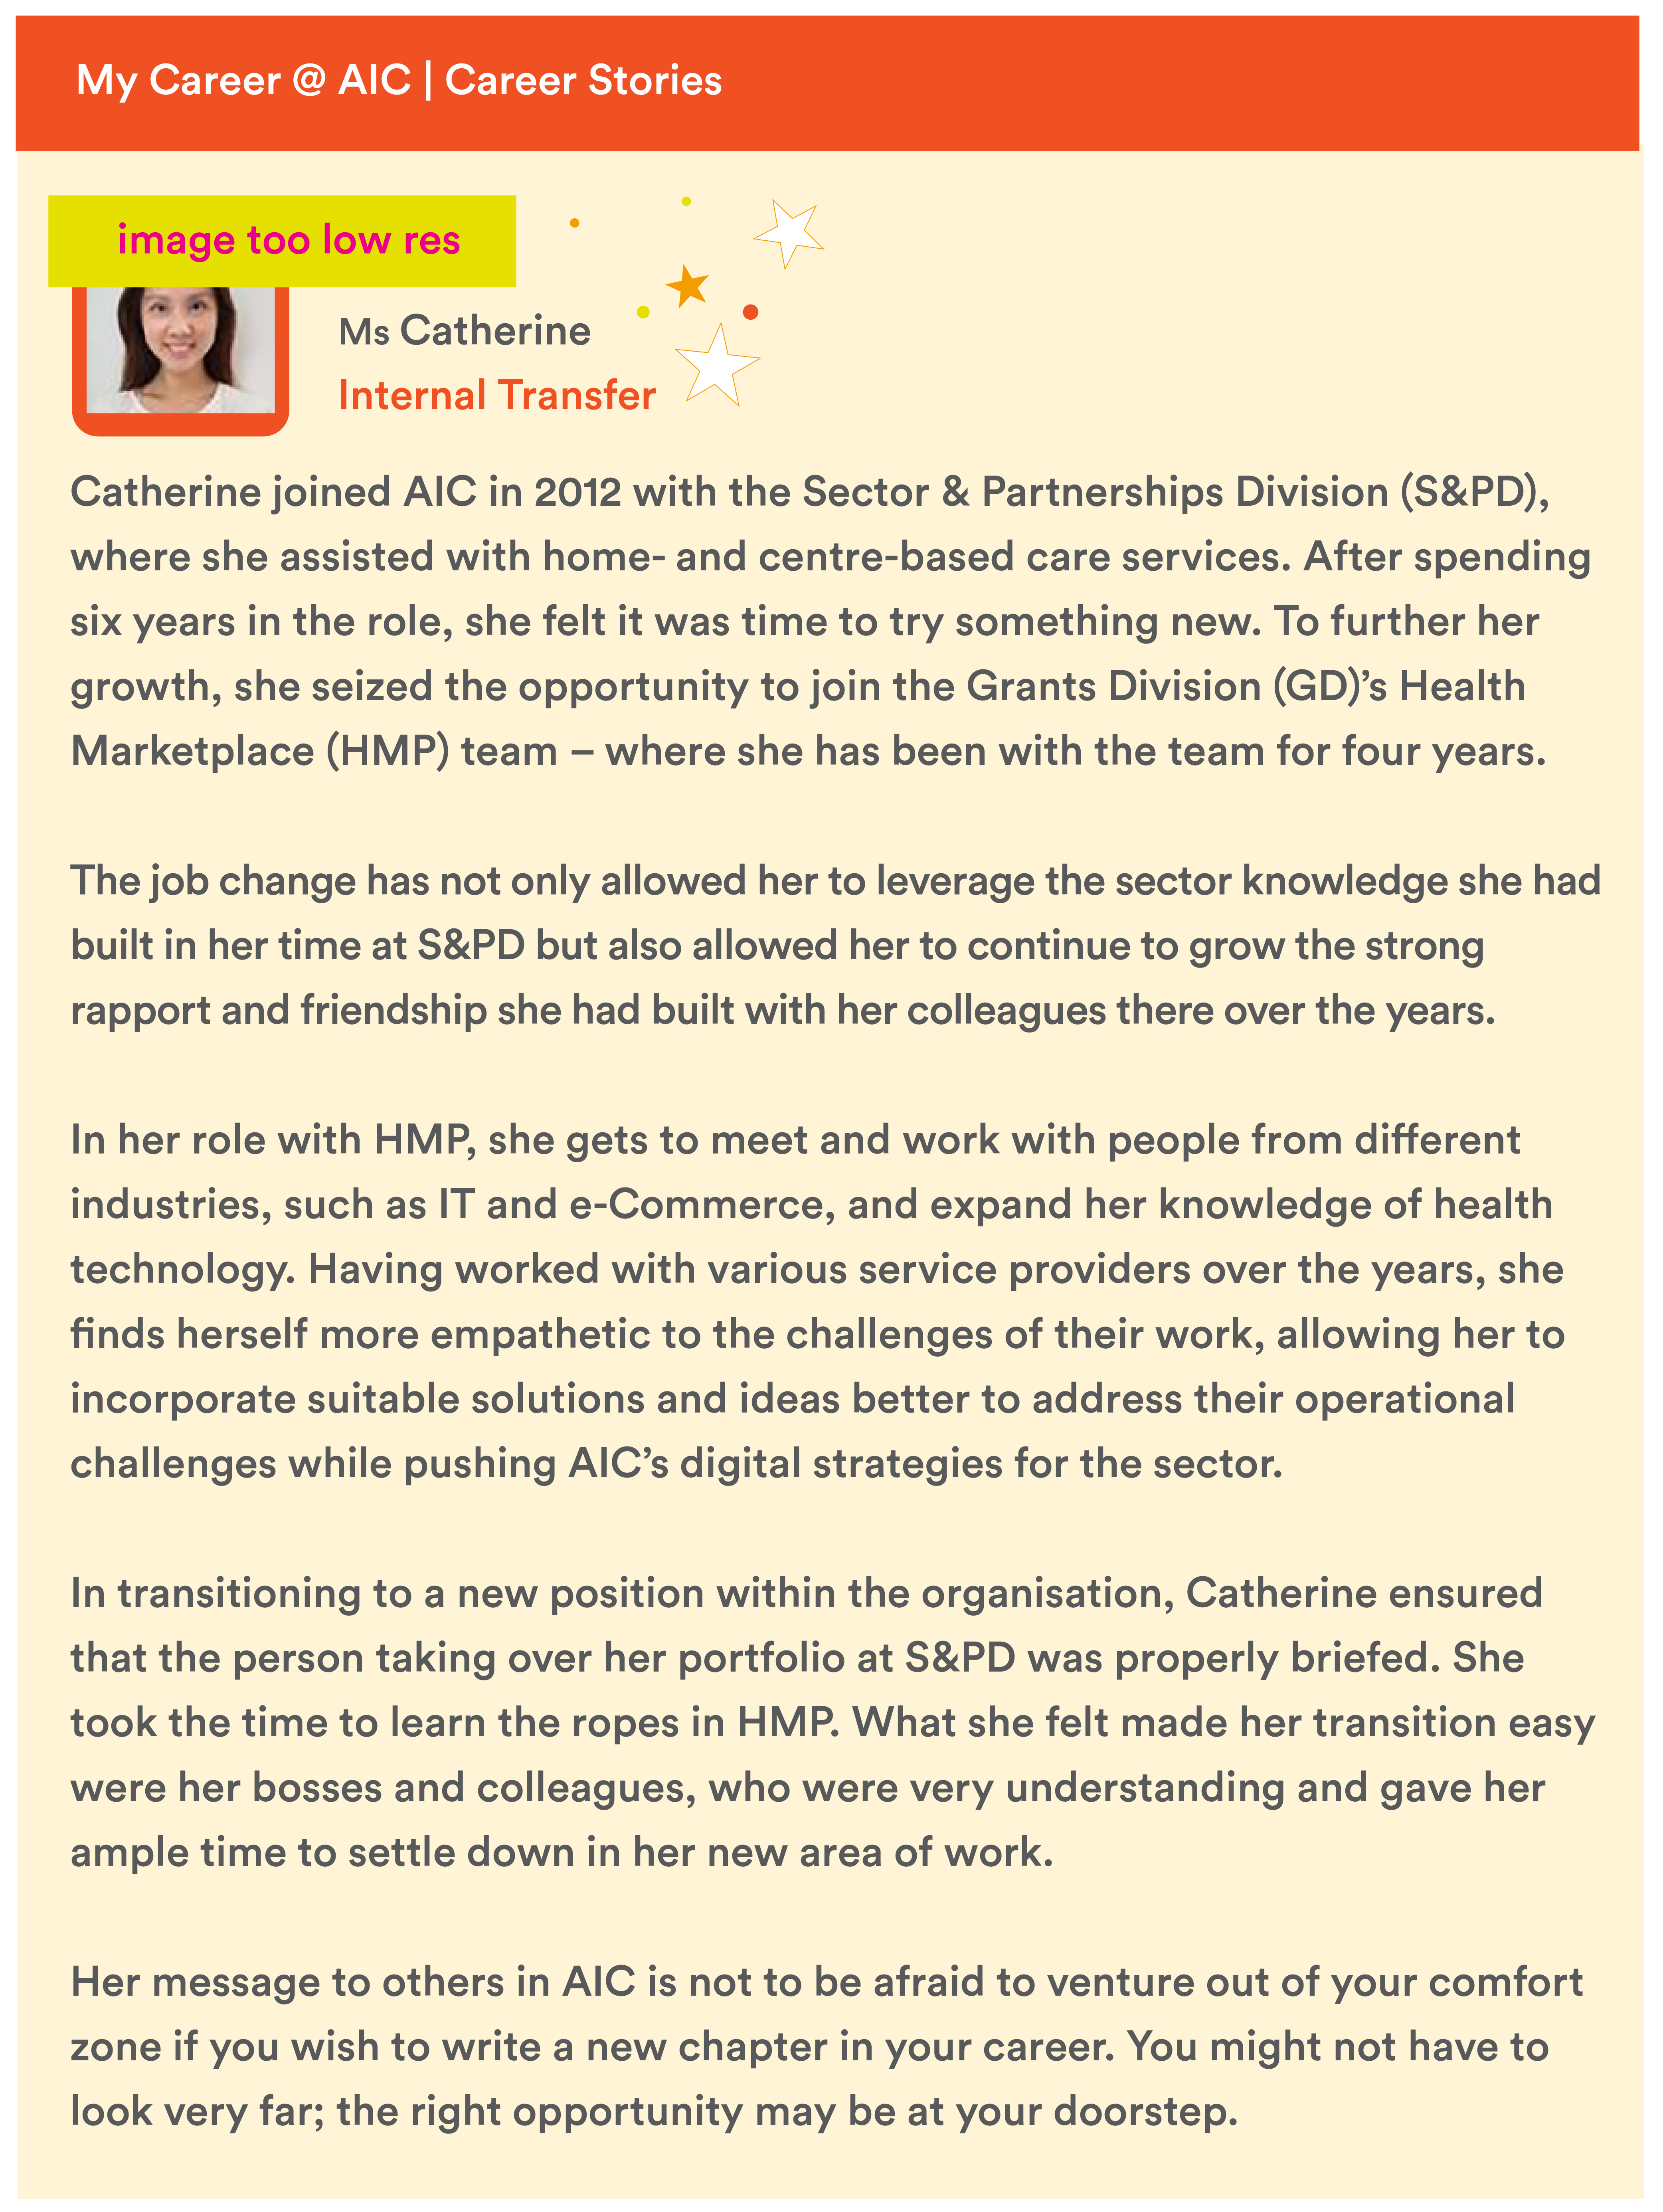 My Career @ AIC | Career Stories
image too low res
Ms Catherine
Internal Transfer
Catherine joined AIC in 2012 with the Sector & Partnerships Division (S&PD),
where she assisted with home- and centre-based care services. After spending
six years in the role, she felt it was time to try something new. To further her
growth, she seized the opportunity to join the Grants Division (GD)’s Health
Marketplace (HMP) team – where she has been with the team for four years.
The job change has not only allowed her to leverage the sector knowledge she had
built in her time at S&PD but also allowed her to continue to grow the strong
rapport and friendship she had built with her colleagues there over the years.
In her role with HMP, she gets to meet and work with people from different
industries, such as IT and e-Commerce, and expand her knowledge of health
technology. Having worked with various service providers over the years, she
finds herself more empathetic to the challenges of their work, allowing her to
incorporate suitable solutions and ideas better to address their operational
challenges while pushing AIC’s digital strategies for the sector.
In transitioning to a new position within the organisation, Catherine ensured
that the person taking over her portfolio at S&PD was properly briefed. She
took the time to learn the ropes in HMP. What she felt made her transition easy
were her bosses and colleagues, who were very understanding and gave her
ample time to settle down in her new area of work.
Her message to others in AIC is not to be afraid to venture out of your comfort
zone if you wish to write a new chapter in your career. You might not have to
look very far; the right opportunity may be at your doorstep.